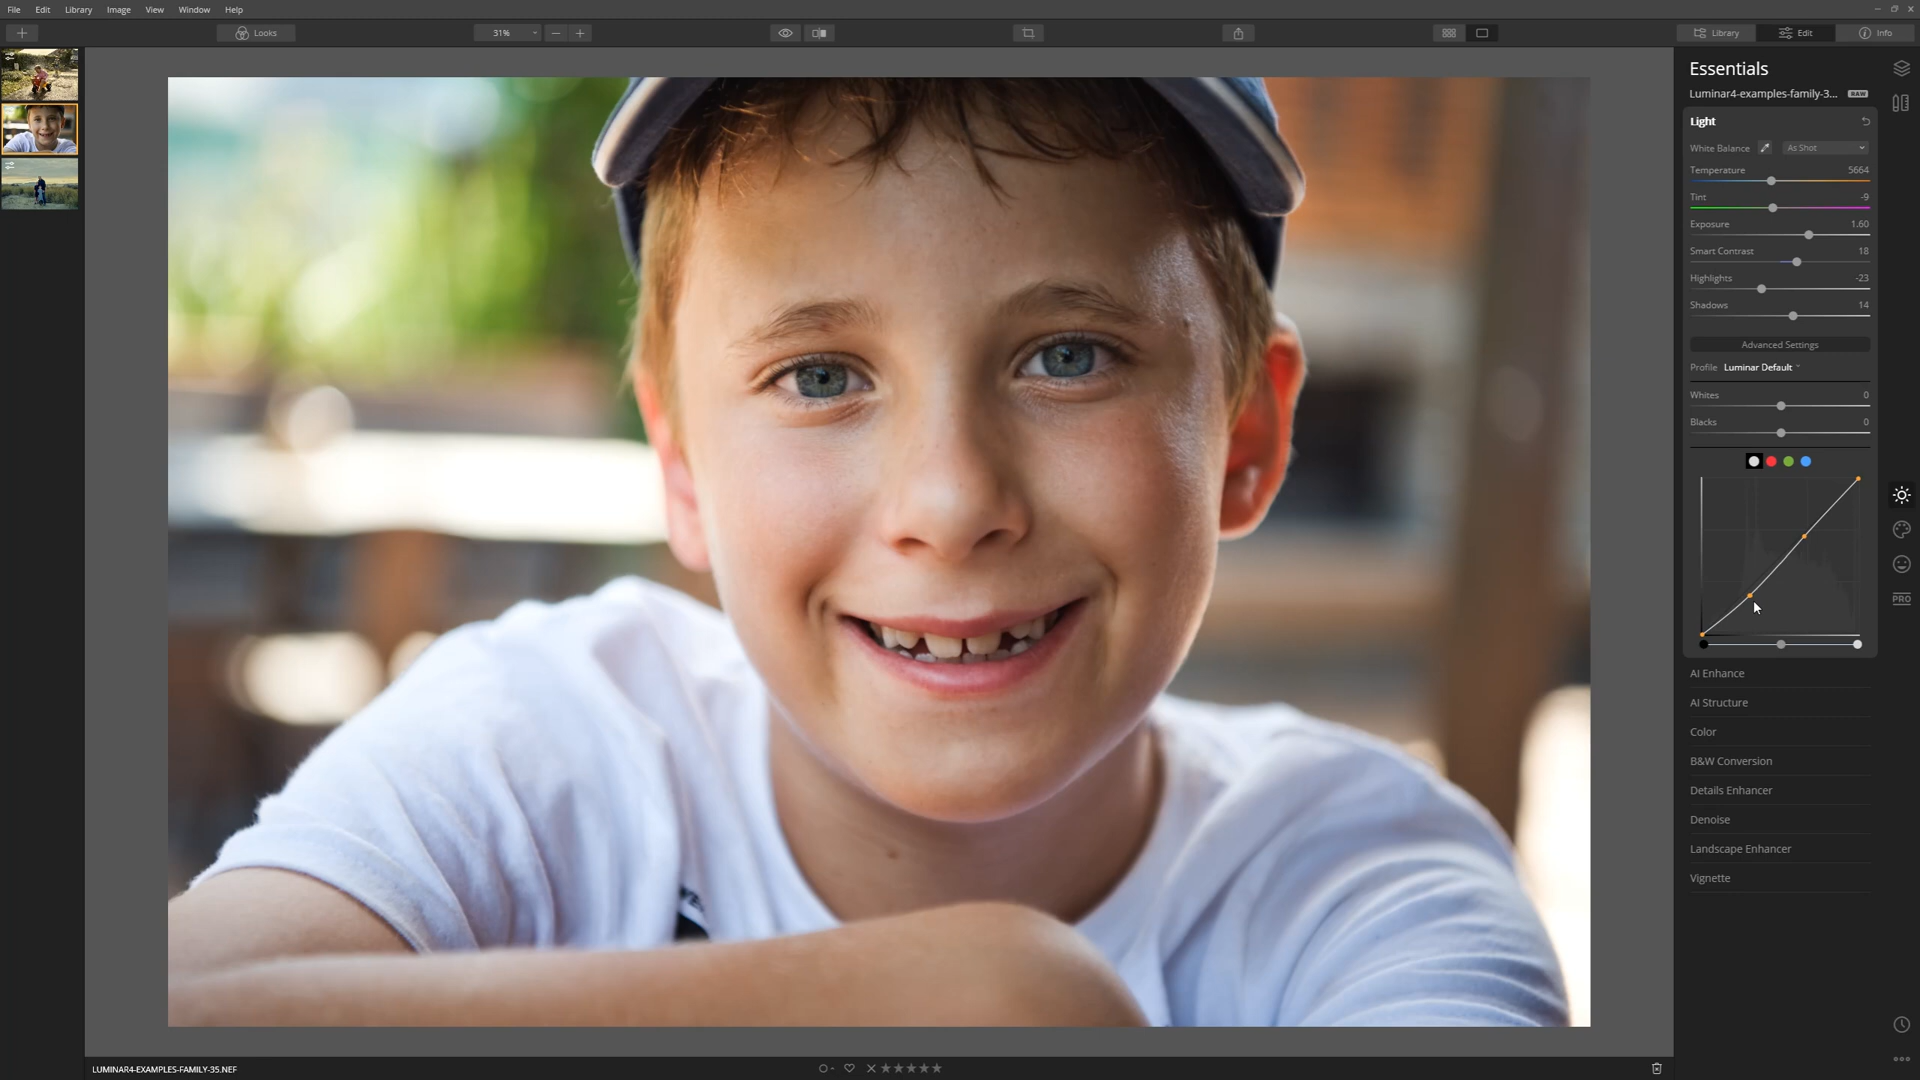 File Edit Library Image View Window Help
Looks 31% Library Edit Info
Essentials
Luminar4-examples-family-3... RAW
Light
White Balance As Shot
Temperature 5664
Tint -9
Exposure 1.60
Smart Contrast 18
Highlights -23
Shadows 14
Advanced Settings
Profile Luminar Default
Whites 0
Blacks 0
PRO
AI Enhance
AI Structure
Color
B&W Conversion
Details Enhancer
Denoise
Landscape Enhancer
Vignette
LUMINAR4-EXAMPLES-FAMILY-35.NEF